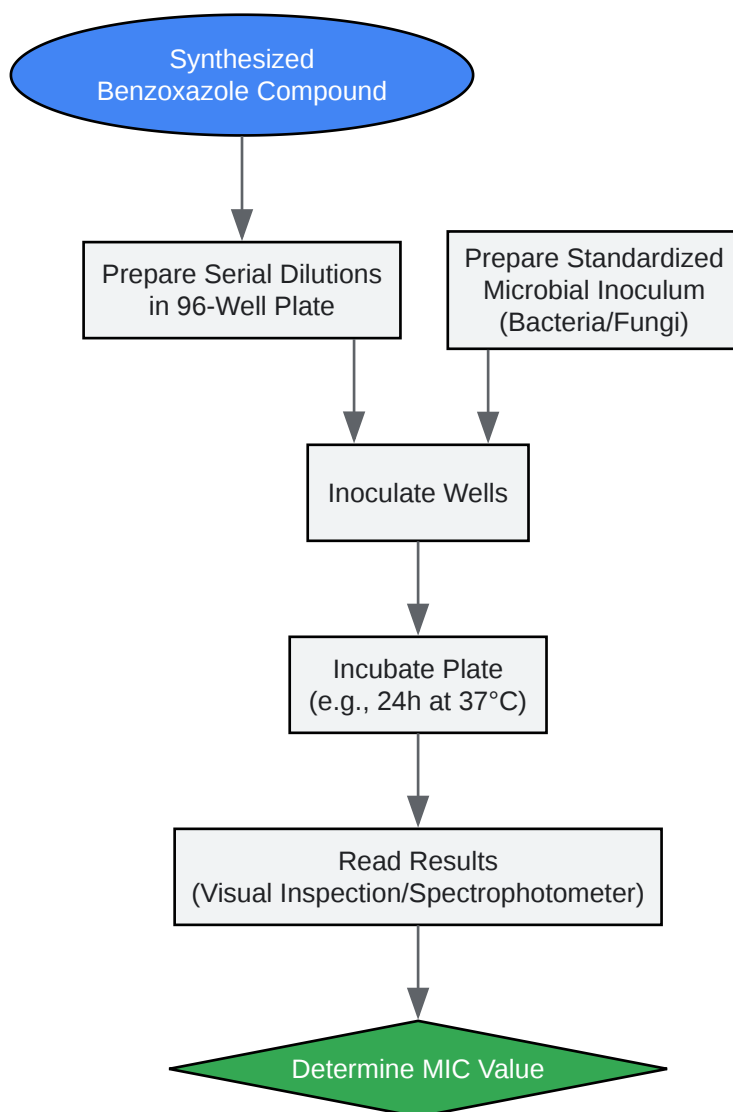 Synthesized
Benzoxazole Compound
Prepare Serial Dilutions
in 96-Well Plate
Prepare Standardized
Microbial Inoculum
(Bacteria/Fungi)
Inoculate Wells
Incubate Plate
(e.g., 24h at 37°C)
Read Results
(Visual Inspection/Spectrophotometer)
Determine MIC Value